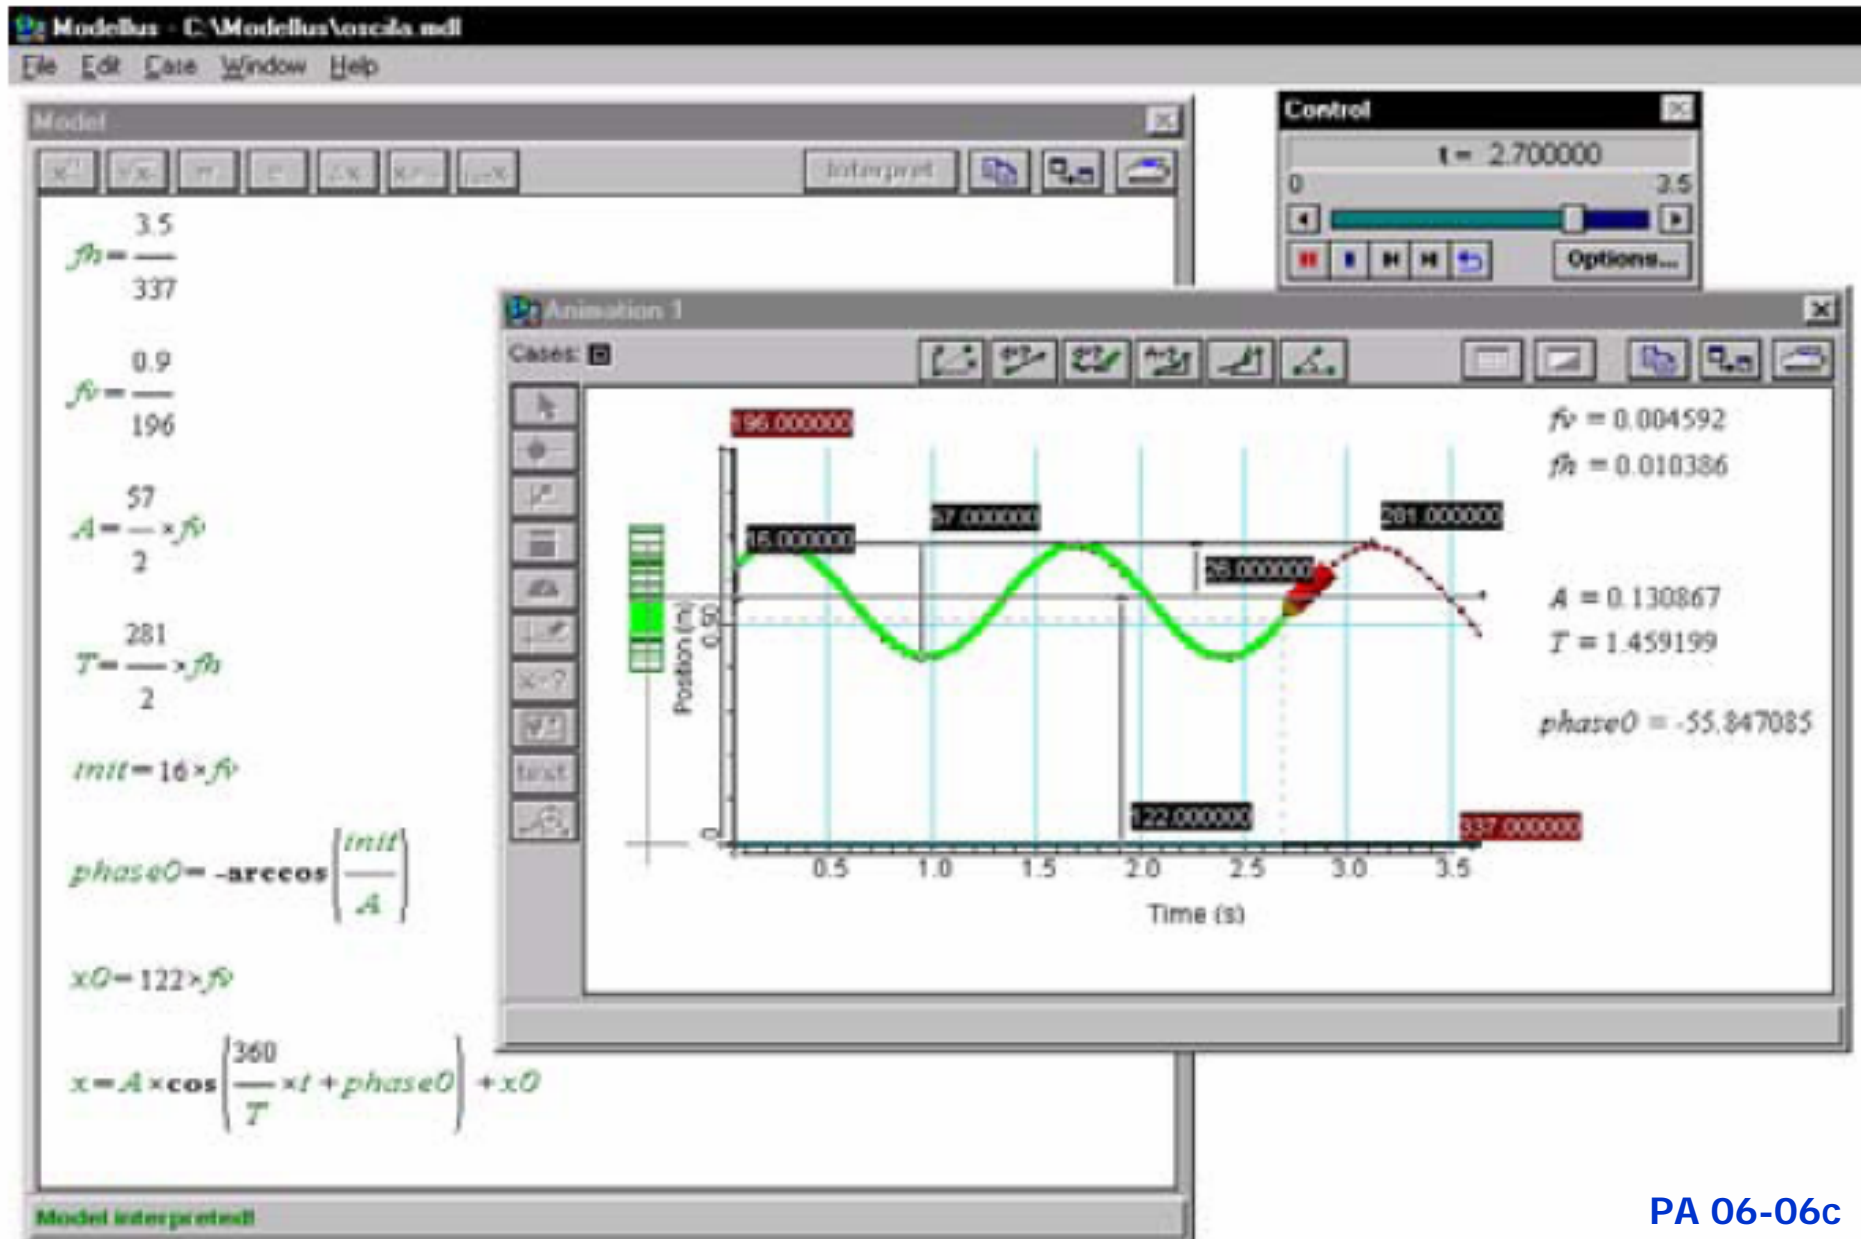 Modellus - C:\Modellus\oscila.mdl
File Edit Case Window Help
Model
Interpret
fh = 3.5 / 337
fv = 0.9 / 196
A = 57 / 2 × fv
T = 281 / 2 × fh
init = 16 × fv
phase0 = -arccos(init / A)
x0 = 122 × fv
x = A × cos(360 / T × t + phase0) + x0
Model interpreted!
Control
t = 2.700000
0 3.5
Options...
Animation 1
Cases:
x=?
text
196.000000
16.000000
57.000000
281.000000
26.000000
122.000000
337.000000
Position (m)
0.50
0
0.5 1.0 1.5 2.0 2.5 3.0 3.5
Time (s)
fv = 0.004592
fh = 0.010386
A = 0.130867
T = 1.459199
phase0 = -55.847085
PA 06-06c